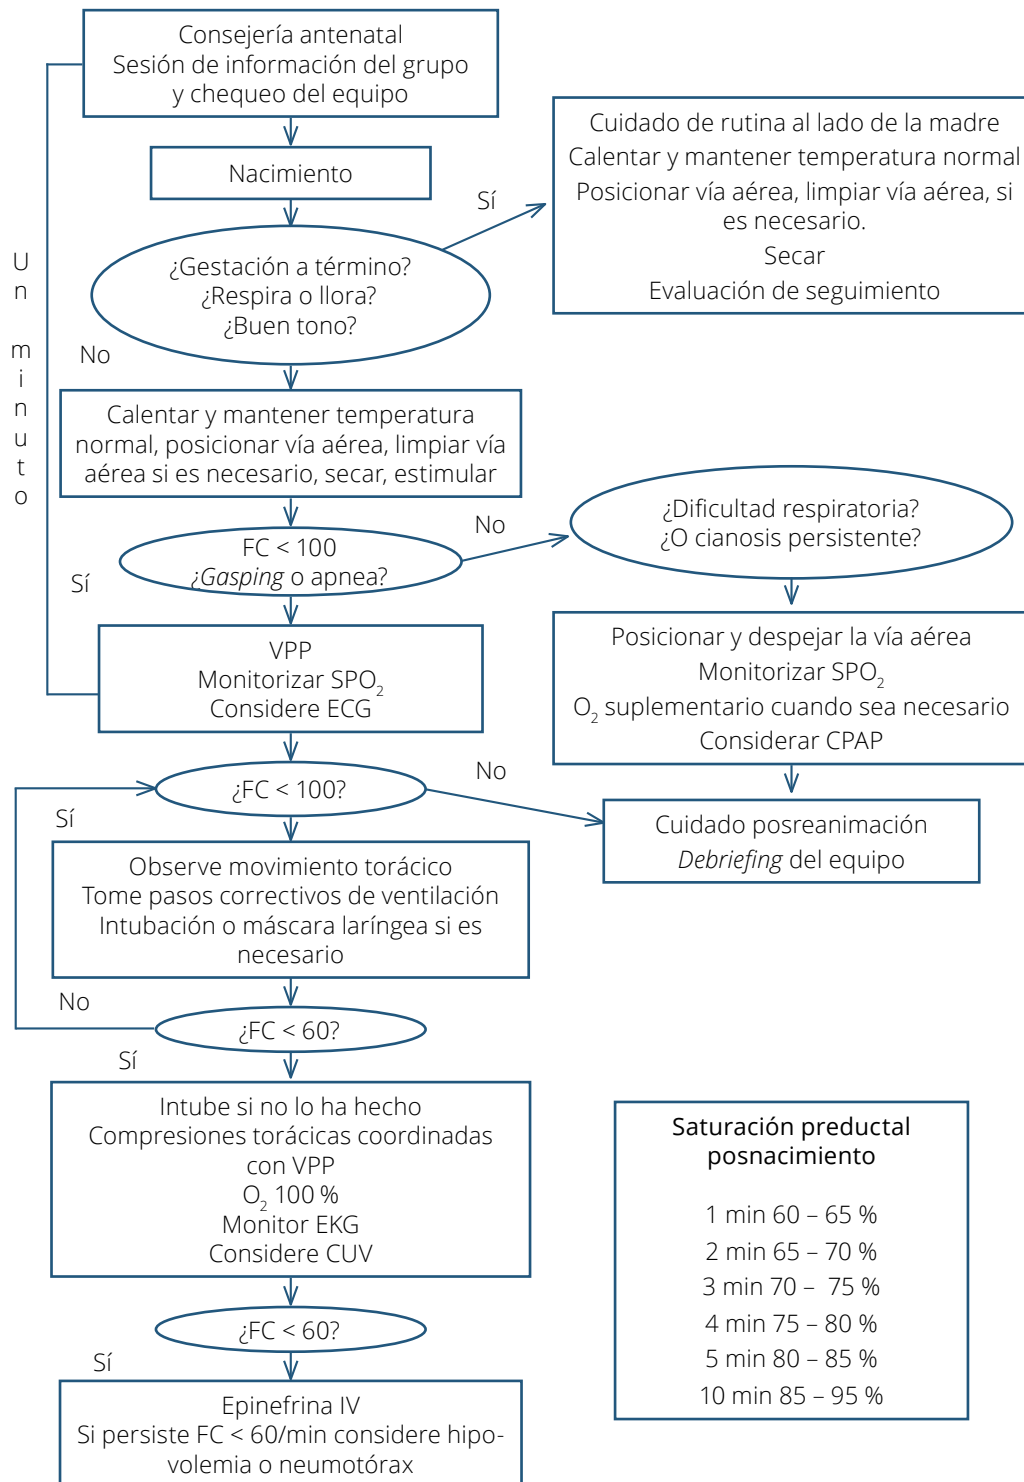 Consejería antenatal
Sesión de información del grupo
y chequeo del equipo
Nacimiento
Sí
Cuidado de rutina al lado de la madre
Calentar y mantener temperatura normal
Posicionar vía aérea, limpiar vía aérea, si
es necesario.
Secar
Evaluación de seguimiento
Un minuto
¿Gestación a término?
¿Respira o llora?
¿Buen tono?
No
Calentar y mantener temperatura
normal, posicionar vía aérea, limpiar vía
aérea si es necesario, secar, estimular
No
¿Dificultad respiratoria?
¿O cianosis persistente?
FC < 100
¿Gasping o apnea?
Sí
VPP
Monitorizar SPO2
Considere ECG
Posicionar y despejar la vía aérea
Monitorizar SPO2
O2 suplementario cuando sea necesario
Considerar CPAP
¿FC < 100?
No
Sí
Cuidado posreanimación
Debriefing del equipo
Observe movimiento torácico
Tome pasos correctivos de ventilación
Intubación o máscara laríngea si es
necesario
No
¿FC < 60?
Sí
Intube si no lo ha hecho
Compresiones torácicas coordinadas
con VPP
O2 100 %
Monitor EKG
Considere CUV
¿FC < 60?
Sí
Epinefrina IV
Si persiste FC < 60/min considere hipo-
volemia o neumotórax
Saturación preductal
posnacimiento
1 min 60 – 65 %
2 min 65 – 70 %
3 min 70 – 75 %
4 min 75 – 80 %
5 min 80 – 85 %
10 min 85 – 95 %